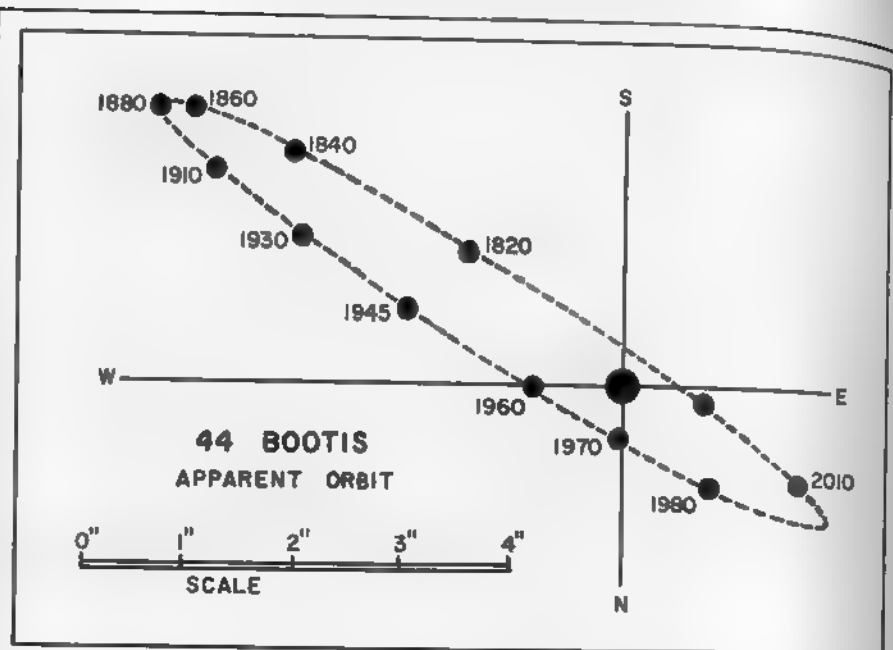 S
1880
1860
1840
1910
1820
1930
1945
W
E
1960
44 BOOTIS
1970
APPARENT ORBIT
2010
1980
0" 1" 2" 3" 4"
SCALE
N